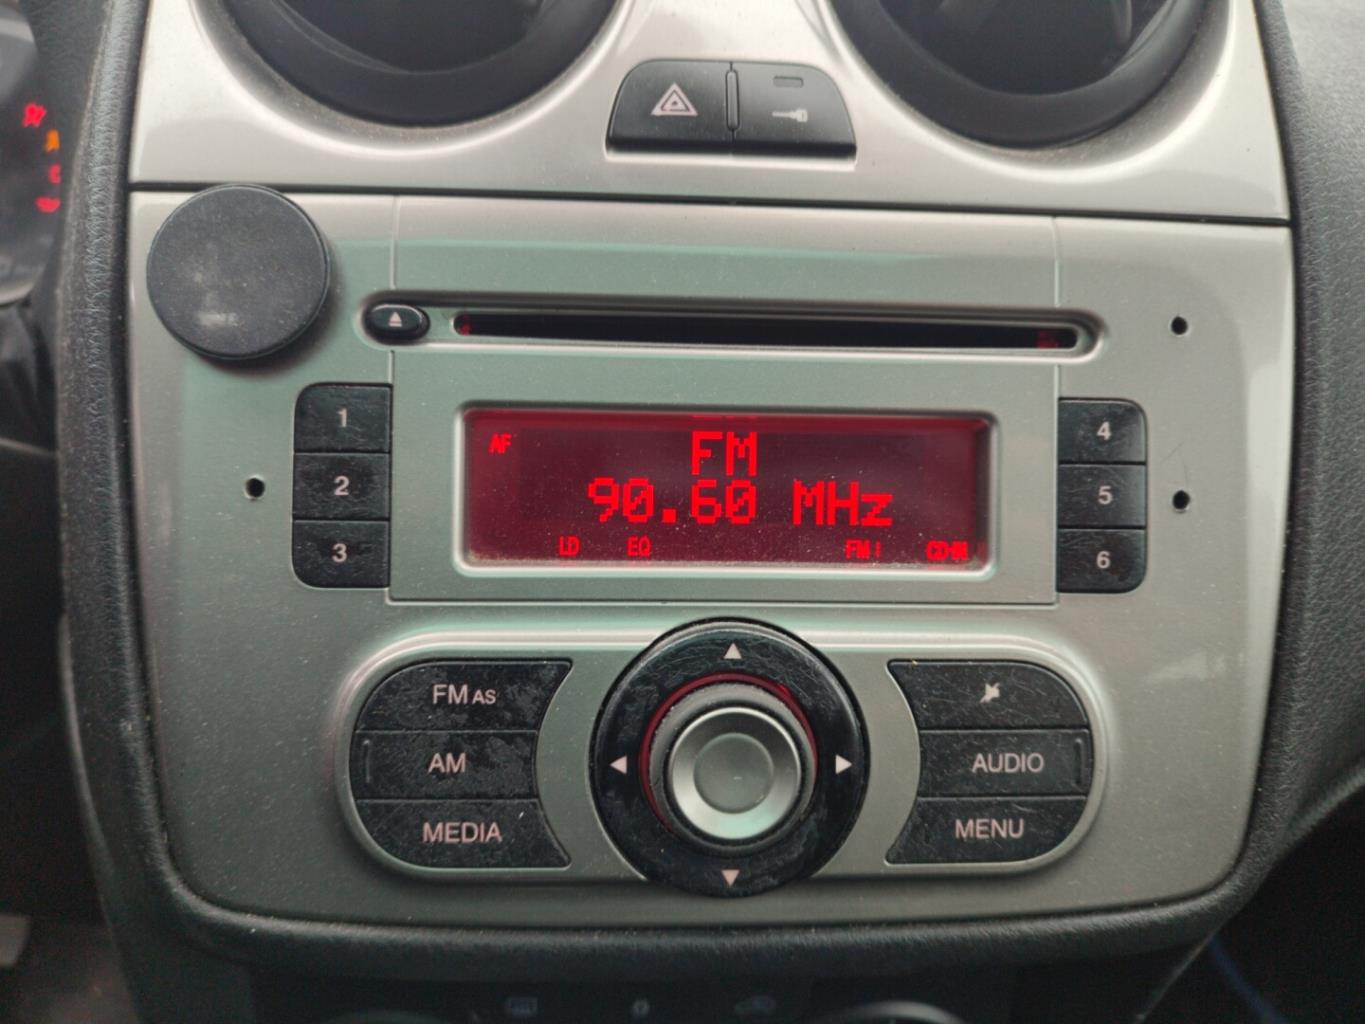 AF
FM
90.60 MHz
LD EQ FM1
1
2
3
4
5
6
FM AS
AM
MEDIA
AUDIO
MENU